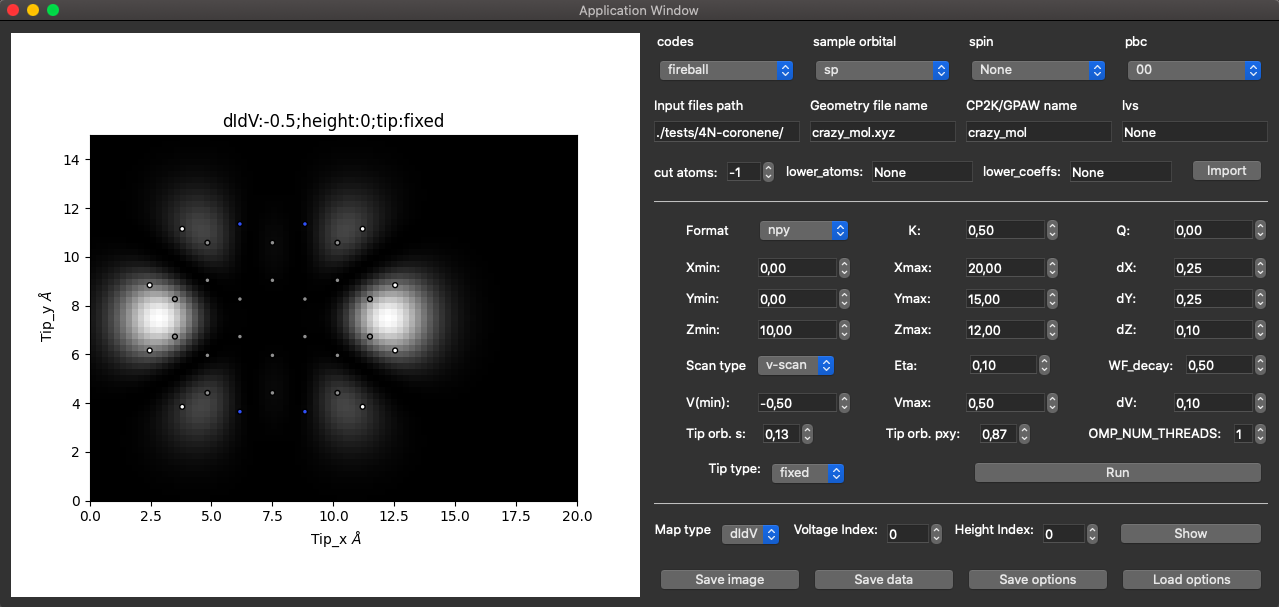 Application Window
codes sample orbital spin pbc
fireball sp None 00
Input files path Geometry file name CP2K/GPAW name lvs
./tests/4N-coronene/ crazy_mol.xyz crazy_mol None
cut atoms: -1 lower_atoms: None lower_coeffs: None Import
Format npy K: 0,50 Q: 0,00
Xmin: 0,00 Xmax: 20,00 dX: 0,25
Ymin: 0,00 Ymax: 15,00 dY: 0,25
Zmin: 10,00 Zmax: 12,00 dZ: 0,10
Scan type v-scan Eta: 0,10 WF_decay: 0,50
V(min): -0,50 Vmax: 0,50 dV: 0,10
Tip orb. s: 0,13 Tip orb. pxy: 0,87 OMP_NUM_THREADS: 1
Tip type: fixed Run
Map type dIdV Voltage Index: 0 Height Index: 0 Show
Save image Save data Save options Load options
dIdV:-0.5;height:0;tip:fixed
14
12
10
8
6
4
2
0
Tip_y Å
0.0 2.5 5.0 7.5 10.0 12.5 15.0 17.5 20.0
Tip_x Å